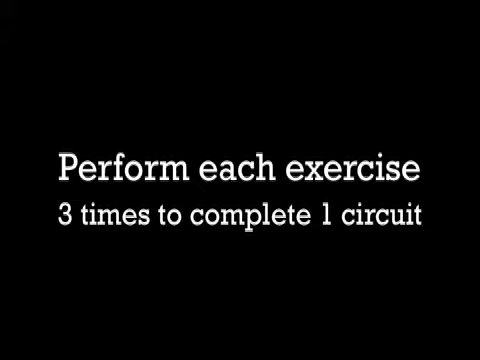 Perform each exercise
3 times to complete 1 circuit